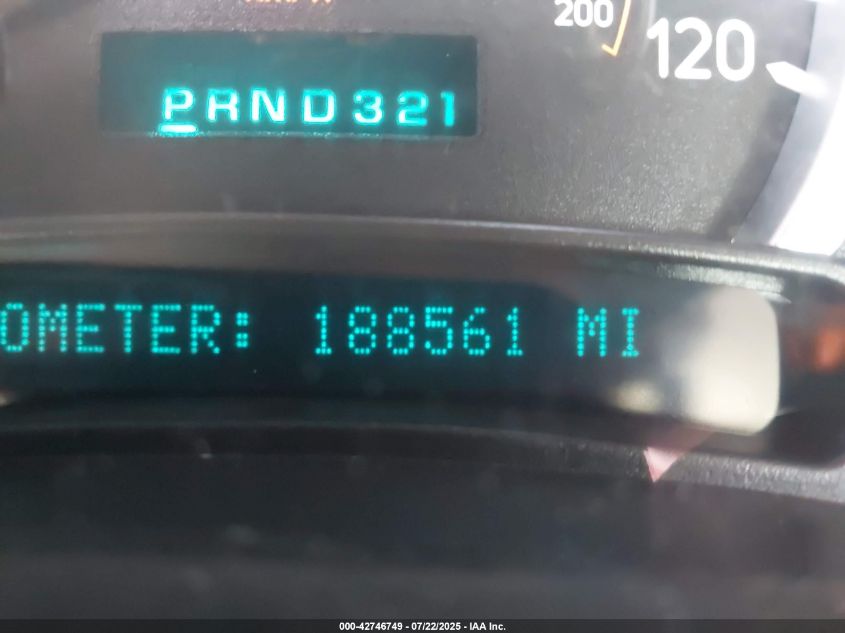 200
120
PRND321
OMETER: 188561 MI
000-42746749 - 07/22/2025 - IAA Inc.